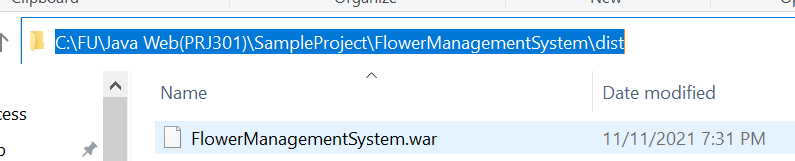 Clipboard
Organize
New
C:\FU\Java Web(PRJ301)\SampleProject\FlowerManagementSystem\dist
Name
Date modified
cess
FlowerManagementSystem.war
11/11/2021 7:31 PM